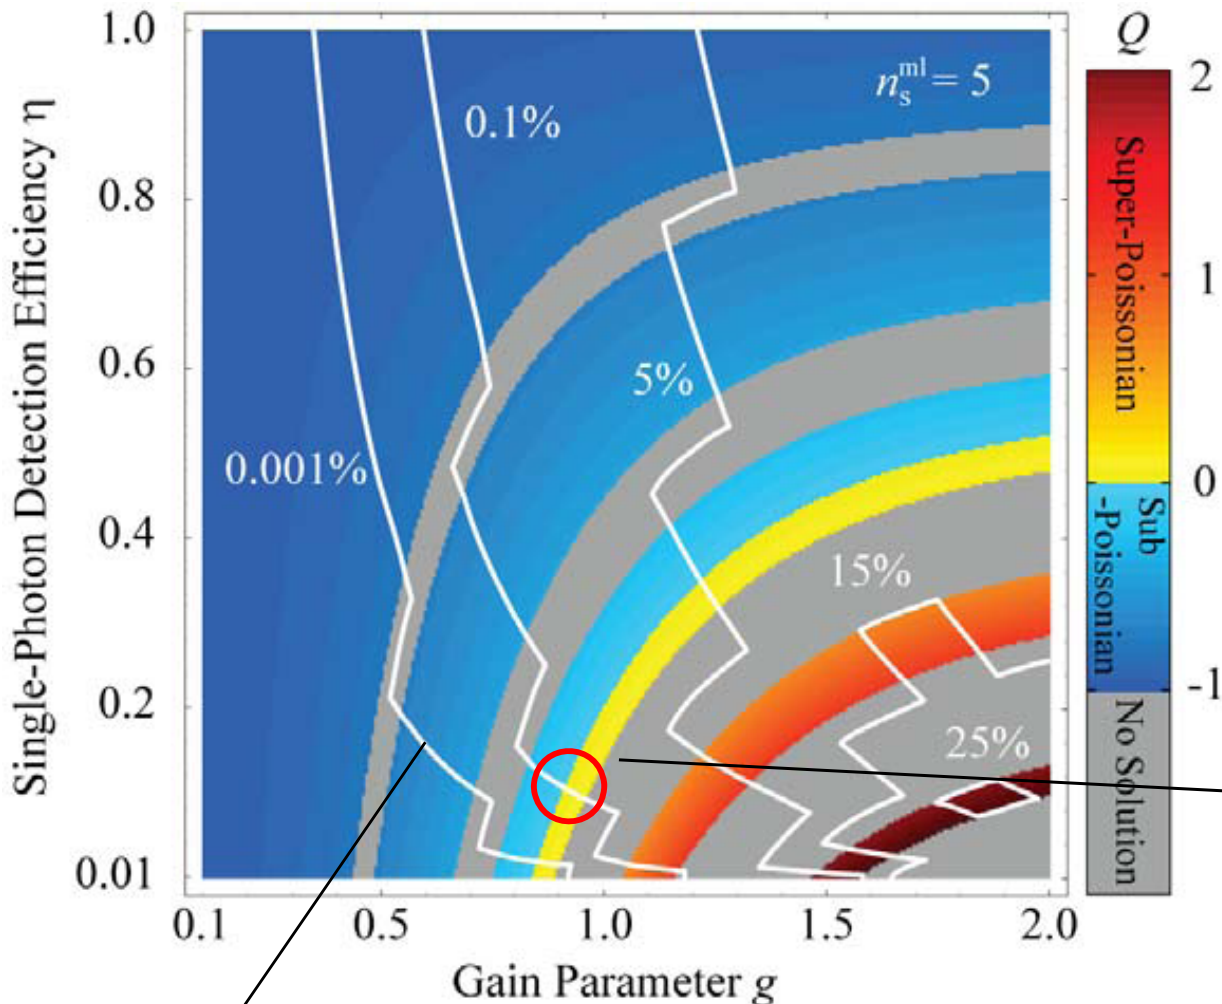 Q
1.0
0.8
0.6
0.4
0.2
0.01
Single-Photon Detection Efficiency η
n_s^ml = 5
0.1%
5%
0.001%
15%
25%
2
1
0
-1
Super-Poissonian
Sub
-Poissonian
No Solution
0.1
0.5
1.0
1.5
2.0
Gain Parameter g